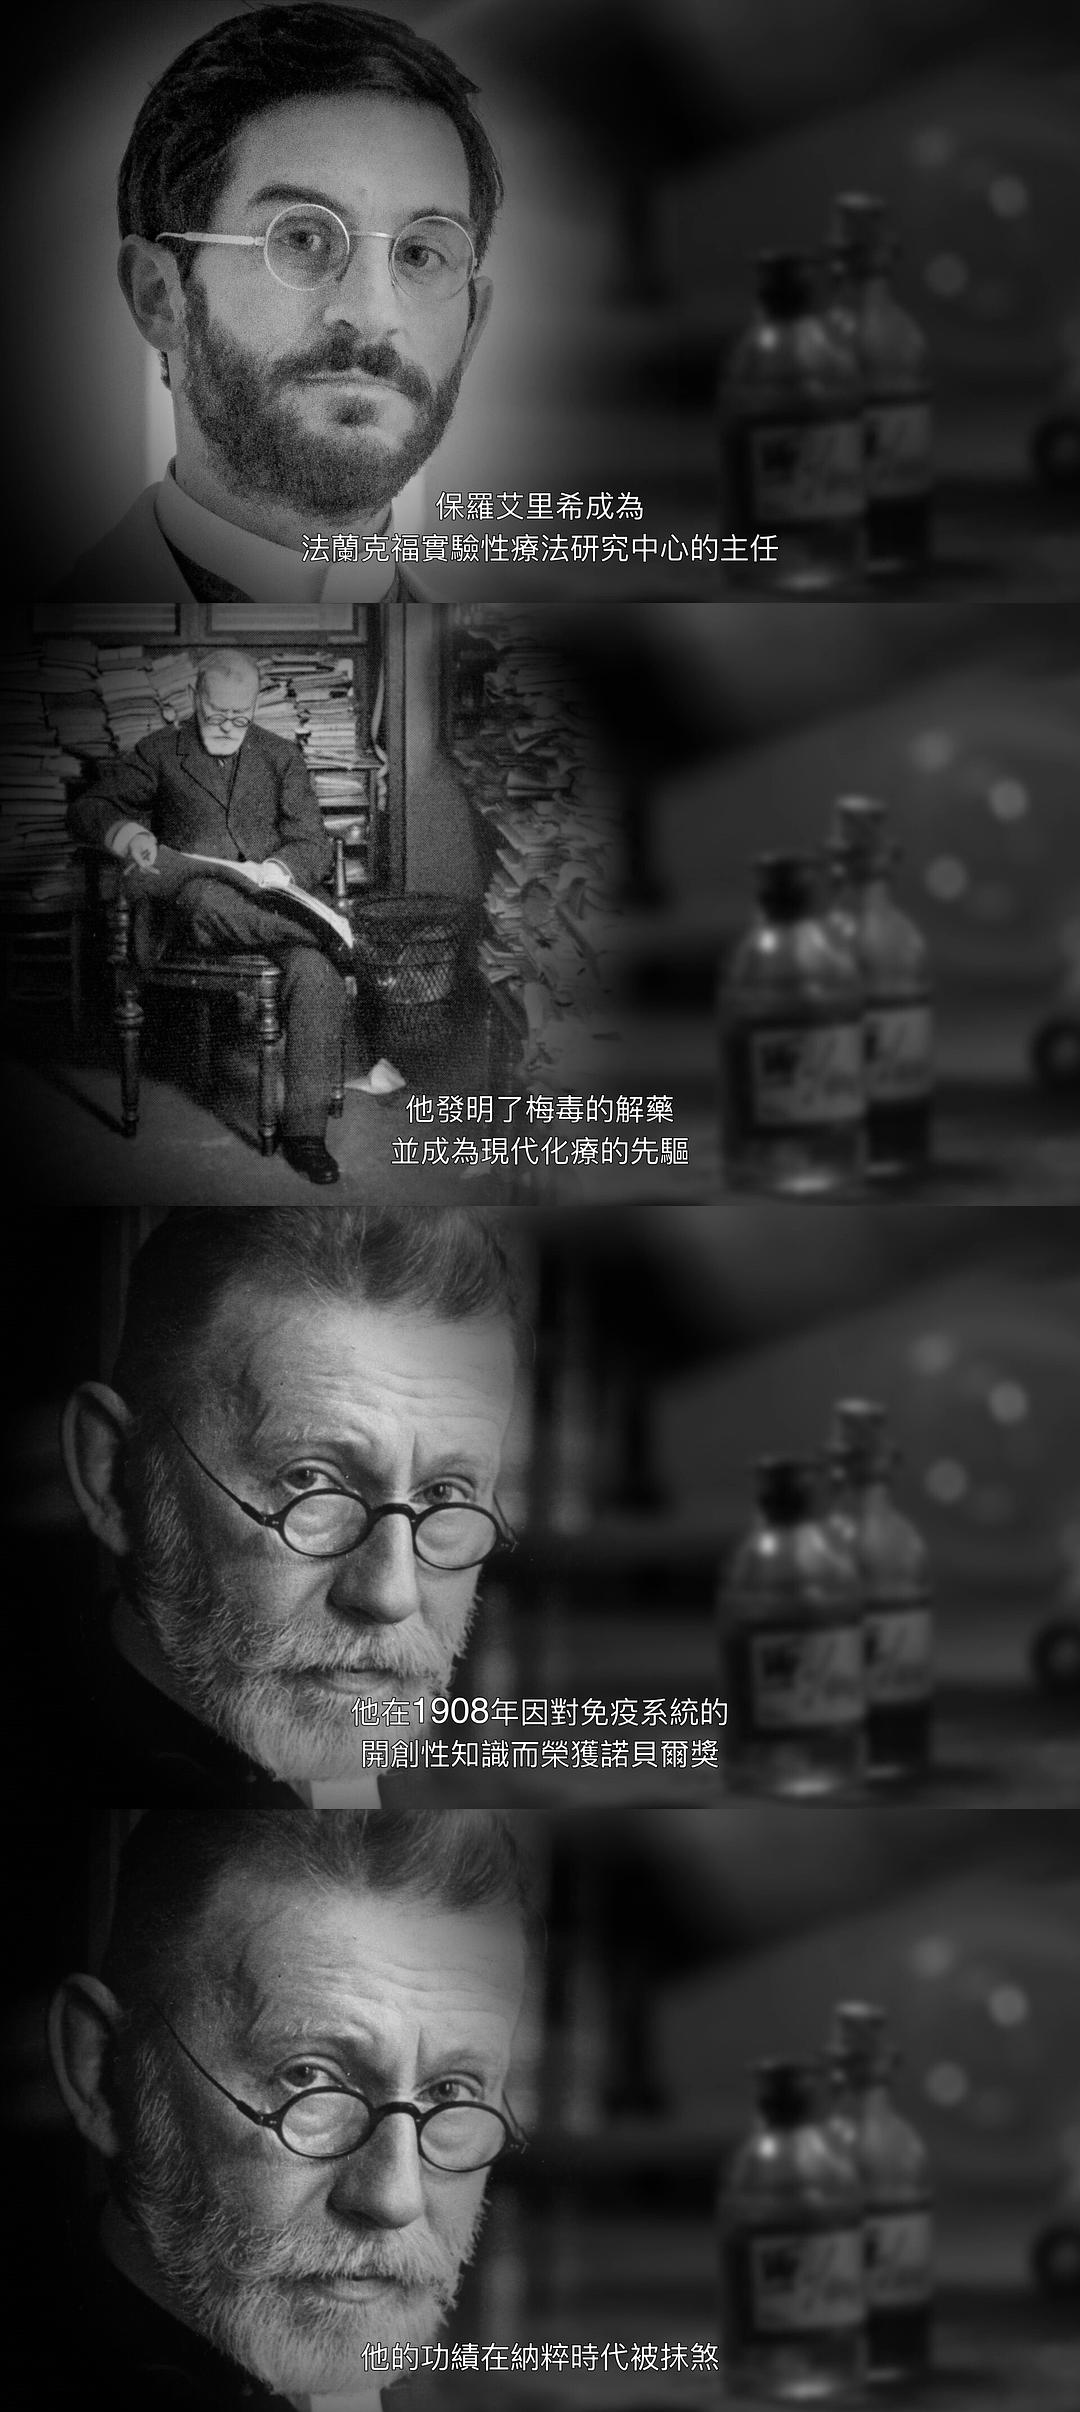 保羅艾里希成為
法蘭克福實驗性療法研究中心的主任
他發明了梅毒的解藥
並成為現代化療的先驅
他在1908年因對免疫系統的
開創性知識而榮獲諾貝爾獎
他的功績在納粹時代被抹煞